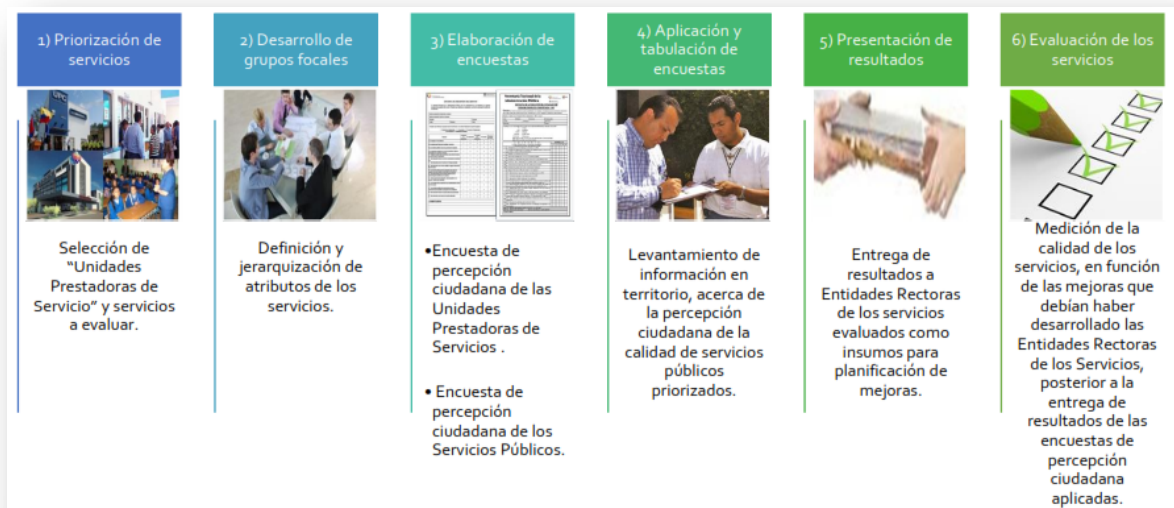 1) Priorización de
servicios
2) Desarrollo de
grupos focales
3) Elaboración de
encuestas
4) Aplicación y
tabulación de
encuestas
5) Presentación de
resultados
6) Evaluación de los
servicios
UPC
Selección de
"Unidades
Prestadoras de
Servicio" y servicios
a evaluar.
Definición y
jerarquización de
atributos de los
servicios.
•Encuesta de
percepción
ciudadana de las
Unidades
Prestadoras de
Servicios .
• Encuesta de
percepción
ciudadana de los
Servicios Públicos.
Levantamiento de
información en
territorio, acerca de
la percepción
ciudadana de la
calidad de servicios
públicos
priorizados.
Entrega de
resultados a
Entidades Rectoras
de los servicios
evaluados como
insumos para
planificación de
mejoras.
Medición de la
calidad de los
servicios, en función
de las mejoras que
debían haber
desarrollado las
Entidades Rectoras
de los Servicios,
posterior a la
entrega de
resultados de las
encuestas de
percepción
ciudadana
aplicadas.